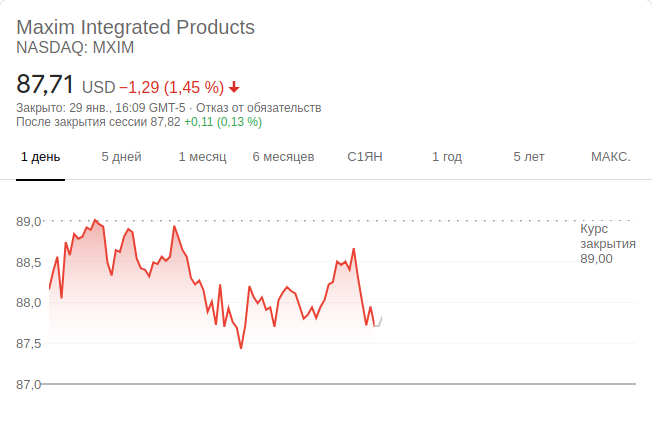 Maxim Integrated Products
NASDAQ: MXIM
87,71 USD −1,29 (1,45 %)
Закрыто: 29 янв., 16:09 GMT-5 · Отказ от обязательств
После закрытия сессии 87,82 +0,11 (0,13 %)
1 день 5 дней 1 месяц 6 месяцев С1ЯН 1 год 5 лет МАКС.
89,0
Курс
закрытия
89,00
88,5
88,0
87,5
87,0